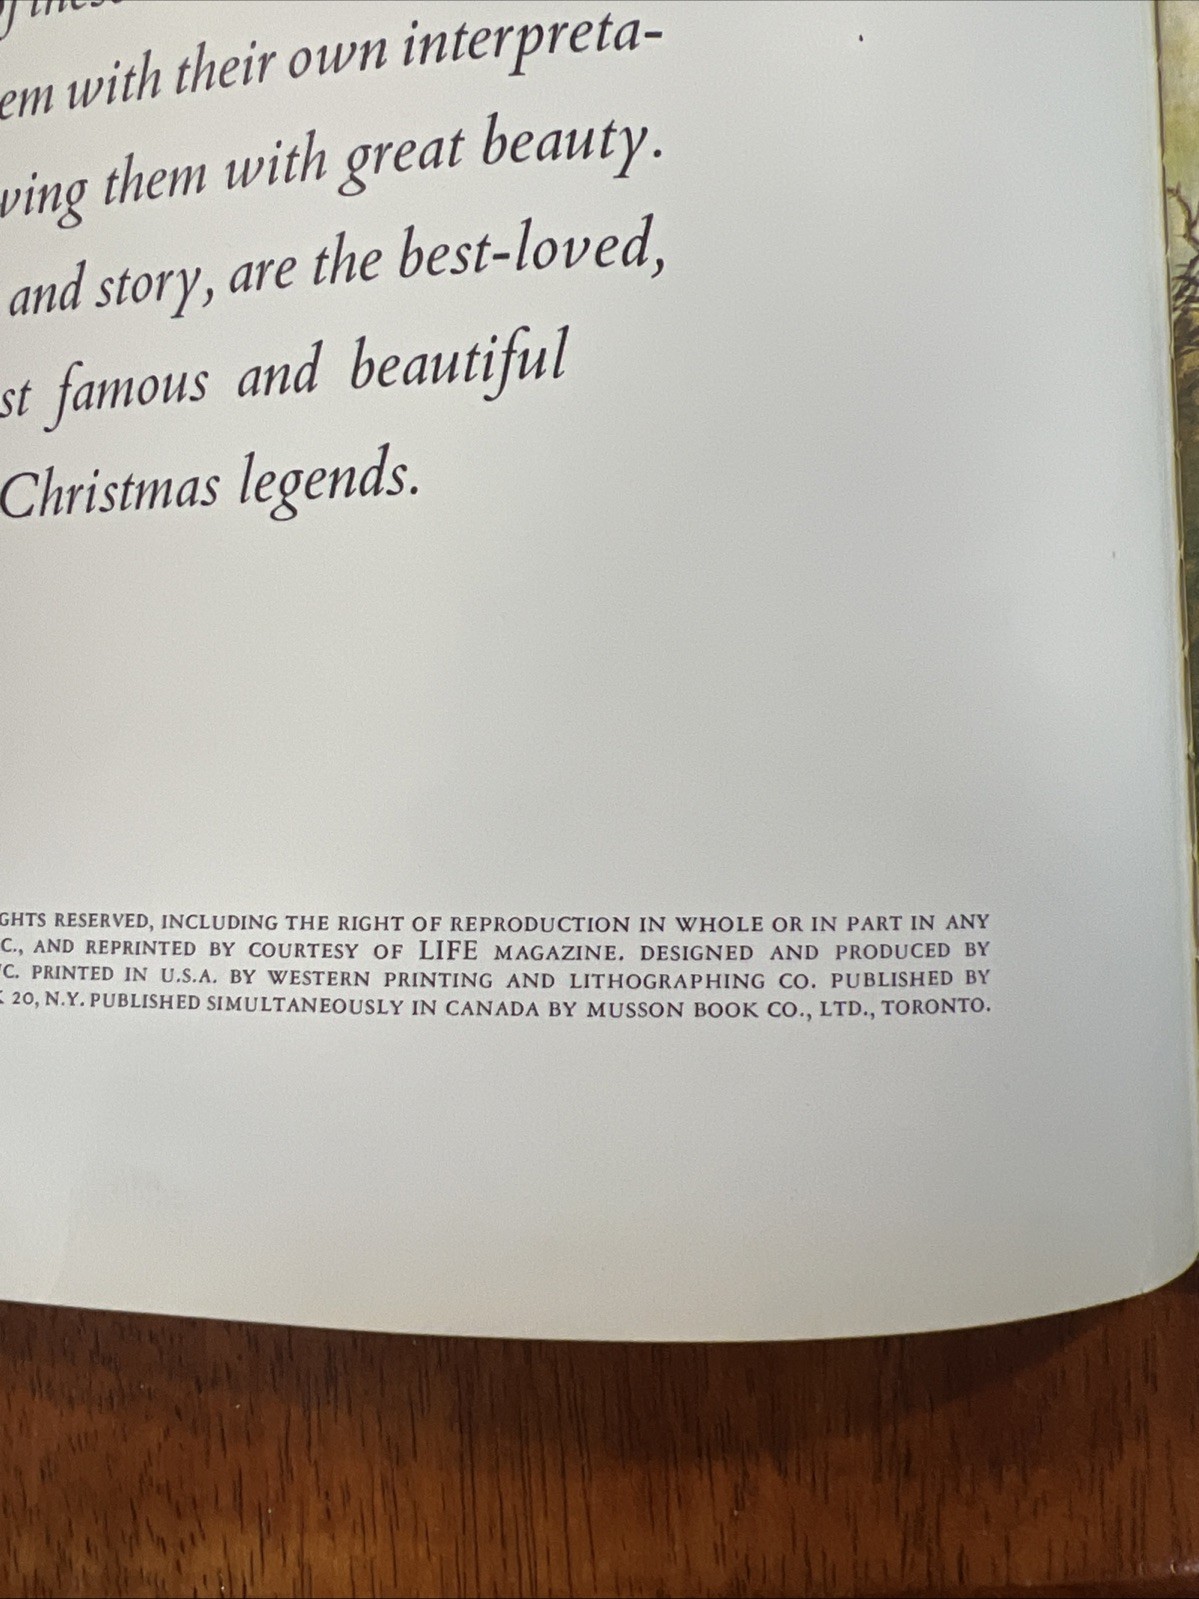 of these
em with their own interpreta-
ving them with great beauty.
and story, are the best-loved,
st famous and beautiful
Christmas legends.
GHTS RESERVED, INCLUDING THE RIGHT OF REPRODUCTION IN WHOLE OR IN PART IN ANY
C., AND REPRINTED BY COURTESY OF LIFE MAGAZINE. DESIGNED AND PRODUCED BY
C. PRINTED IN U.S.A. BY WESTERN PRINTING AND LITHOGRAPHING CO. PUBLISHED BY
K 20, N.Y. PUBLISHED SIMULTANEOUSLY IN CANADA BY MUSSON BOOK CO., LTD., TORONTO.